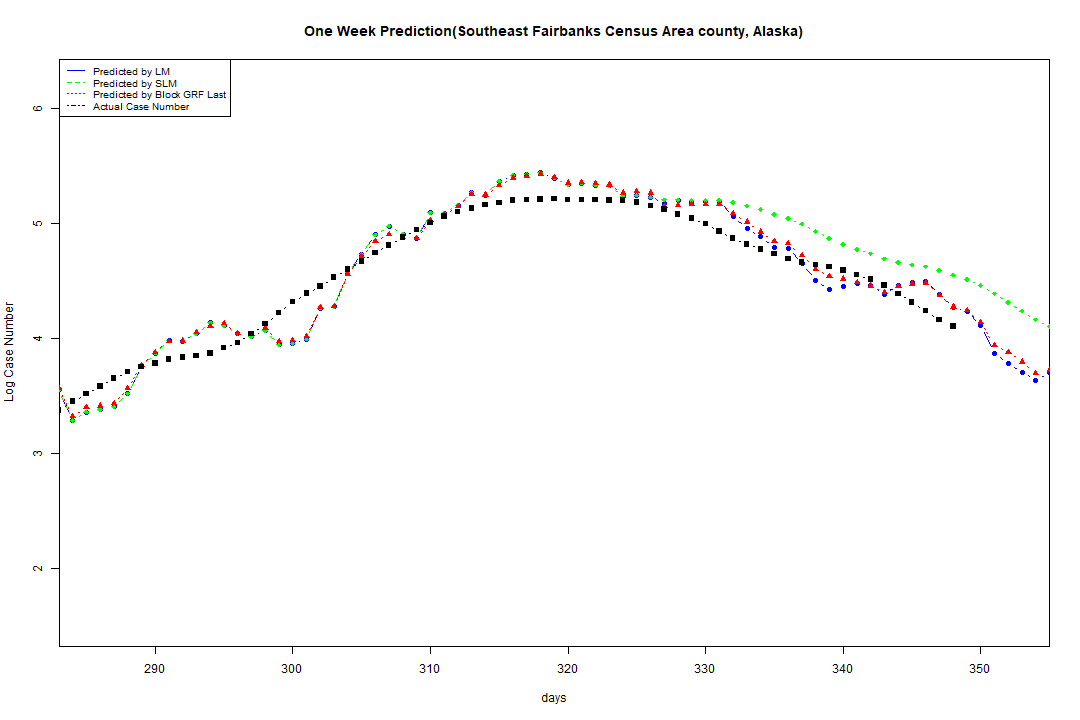 One Week Prediction(Southeast Fairbanks Census Area county, Alaska)
Predicted by LM
Predicted by SLM
Predicted by Block GRF Last
Actual Case Number
6
5
4
3
2
Log Case Number
290 300 310 320 330 340 350
days